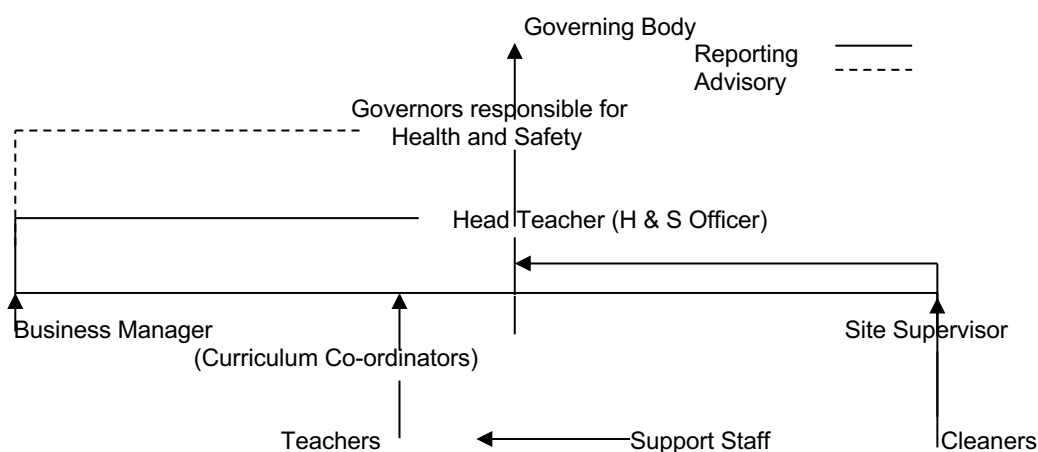 Governing Body
Reporting
Advisory
Governors responsible for
Health and Safety
Head Teacher (H & S Officer)
Business Manager
Site Supervisor
(Curriculum Co-ordinators)
Teachers
Support Staff
Cleaners